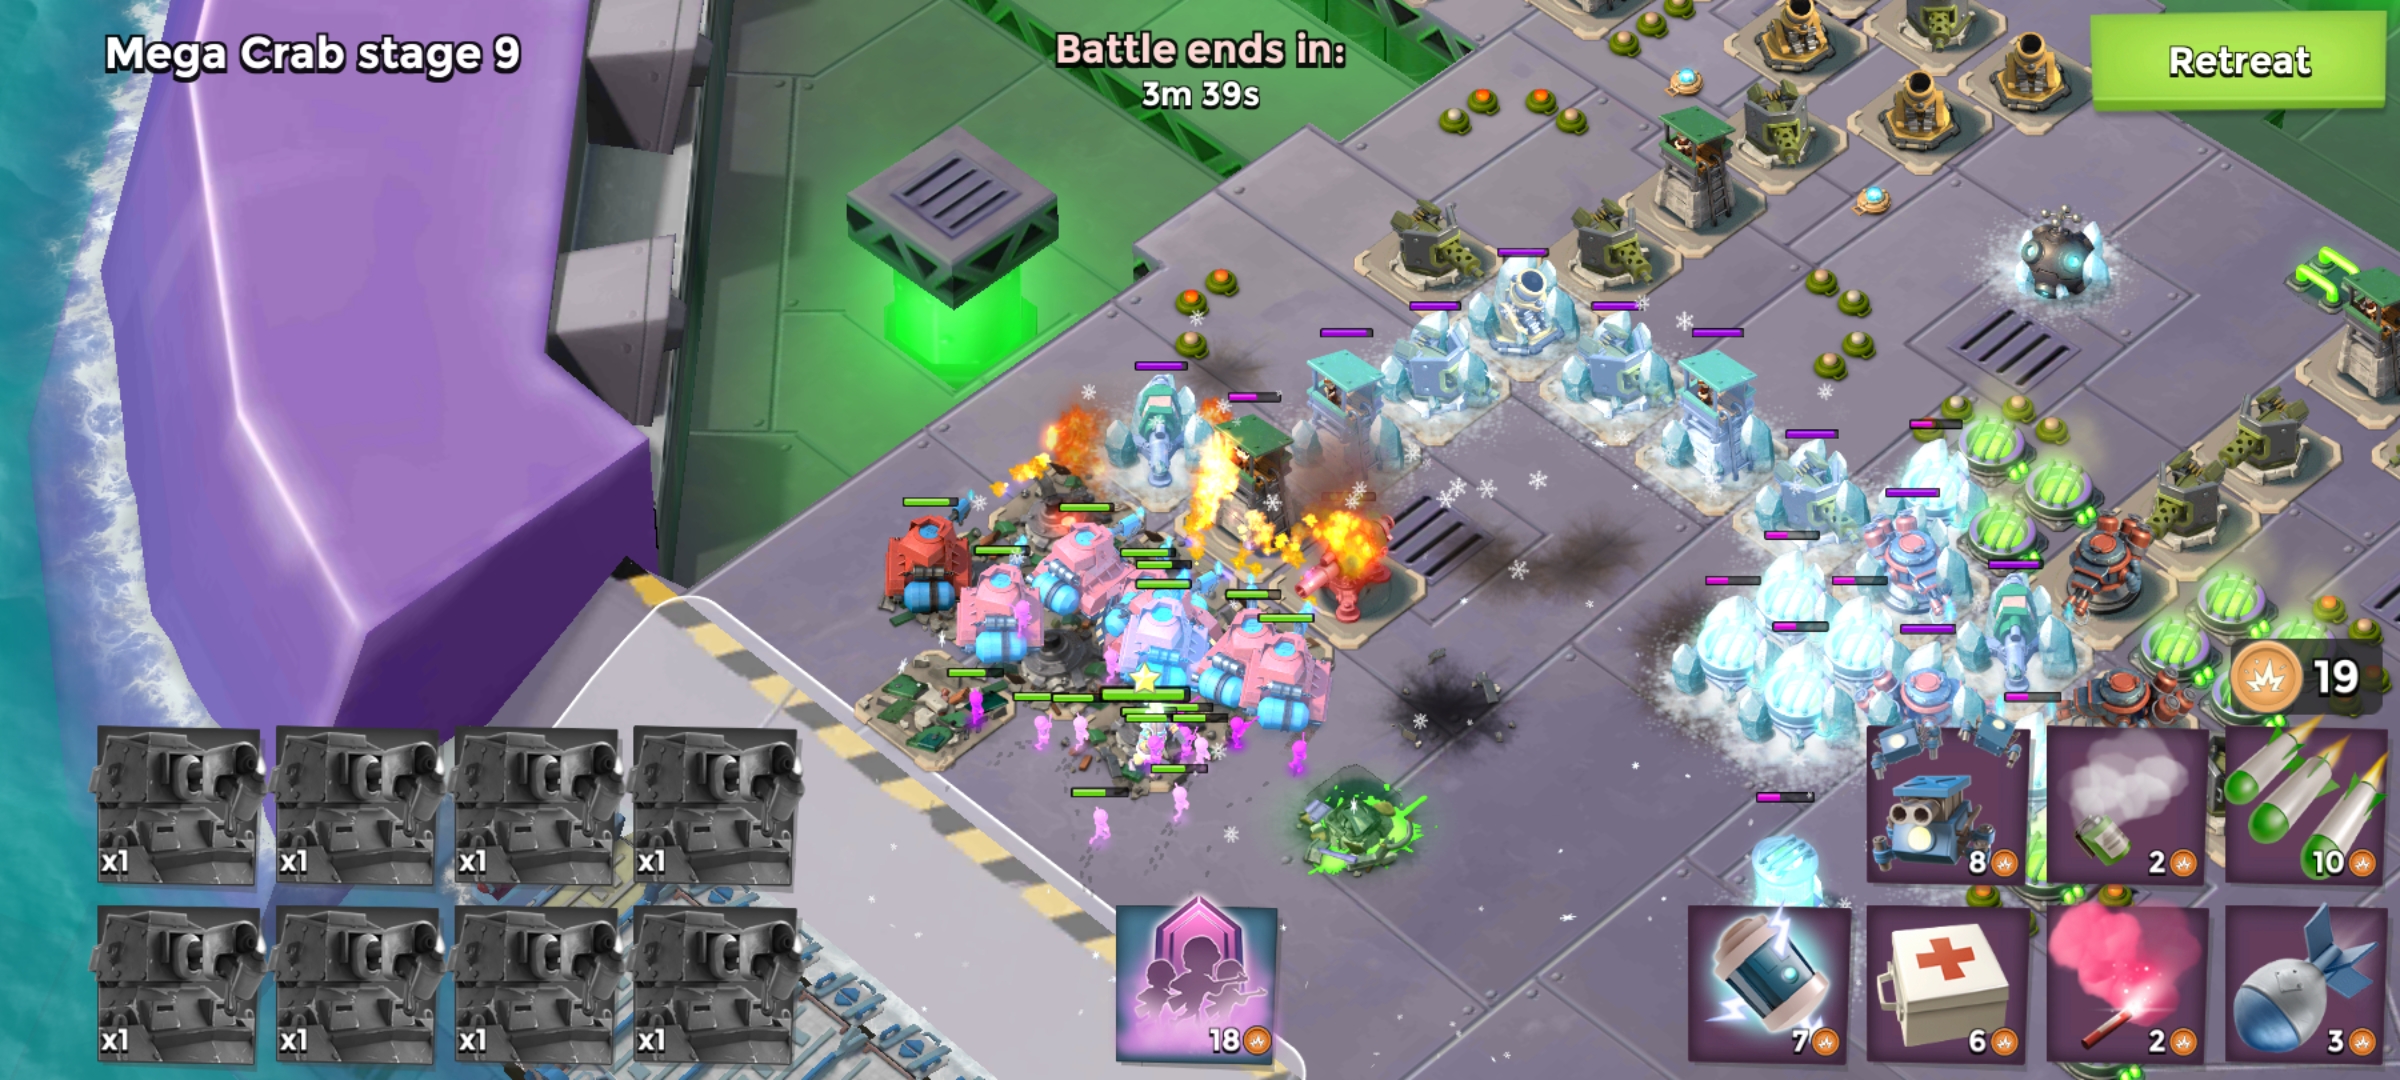 Mega Crab stage 9
Battle ends in:
3m 39s
Retreat
19
8
2
10
x1
x1
x1
x1
x1
x1
x1
x1
18
7
6
2
3